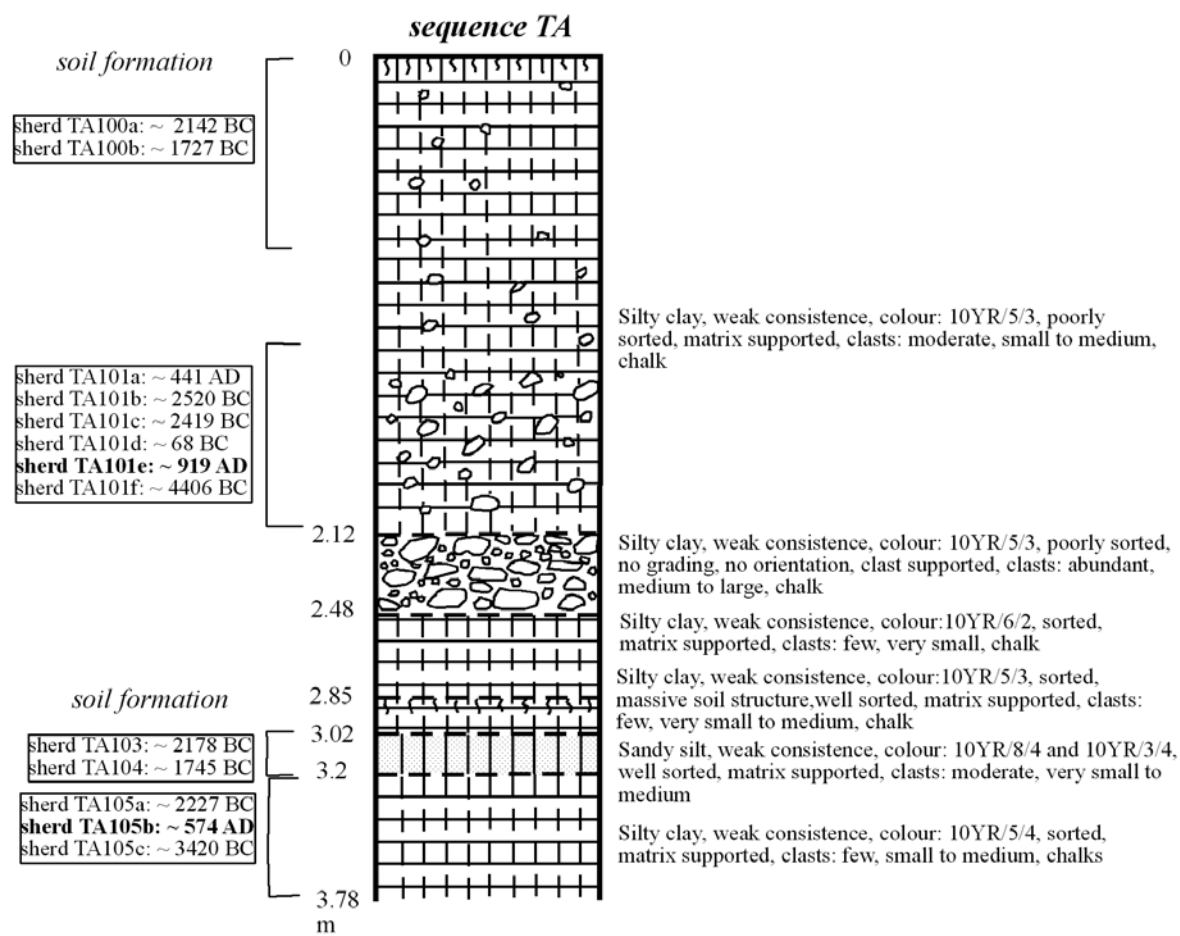 sequence TA
soil formation
0
sherd TA100a: ~ 2142 BC
sherd TA100b: ~ 1727 BC
Silty clay, weak consistence, colour: 10YR/5/3, poorly
sorted, matrix supported, clasts: moderate, small to medium,
chalk
sherd TA101a: ~ 441 AD
sherd TA101b: ~ 2520 BC
sherd TA101c: ~ 2419 BC
sherd TA101d: ~ 68 BC
sherd TA101e: ~ 919 AD
sherd TA101f: ~ 4406 BC
2.12
Silty clay, weak consistence, colour: 10YR/5/3, poorly sorted,
no grading, no orientation, clast supported, clasts: abundant,
medium to large, chalk
2.48
Silty clay, weak consistence, colour:10YR/6/2, sorted,
matrix supported, clasts: few, very small, chalk
soil formation
2.85
Silty clay, weak consistence, colour:10YR/5/3, sorted,
massive soil structure,well sorted, matrix supported, clasts:
few, very small to medium, chalk
3.02
sherd TA103: ~ 2178 BC
sherd TA104: ~ 1745 BC
Sandy silt, weak consistence, colour: 10YR/8/4 and 10YR/3/4,
well sorted, matrix supported, clasts: moderate, very small to
medium
3.2
sherd TA105a: ~ 2227 BC
sherd TA105b: ~ 574 AD
sherd TA105c: ~ 3420 BC
Silty clay, weak consistence, colour: 10YR/5/4, sorted,
matrix supported, clasts: few, small to medium, chalks
3.78
m